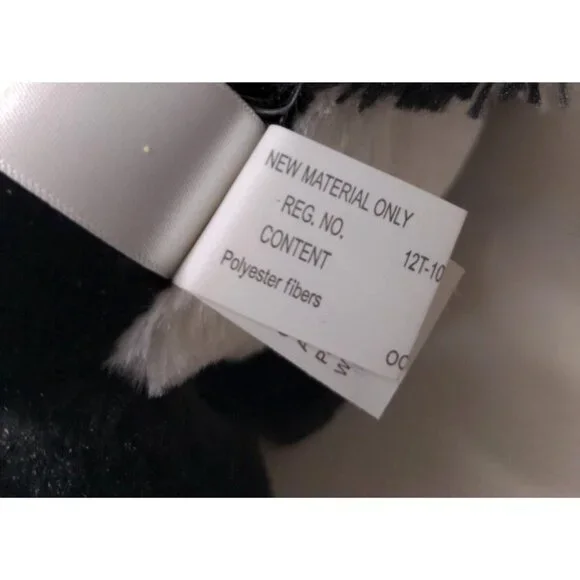 NEW MATERIAL ONLY
REG. NO. 12T-10
CONTENT
Polyester fibers
OC